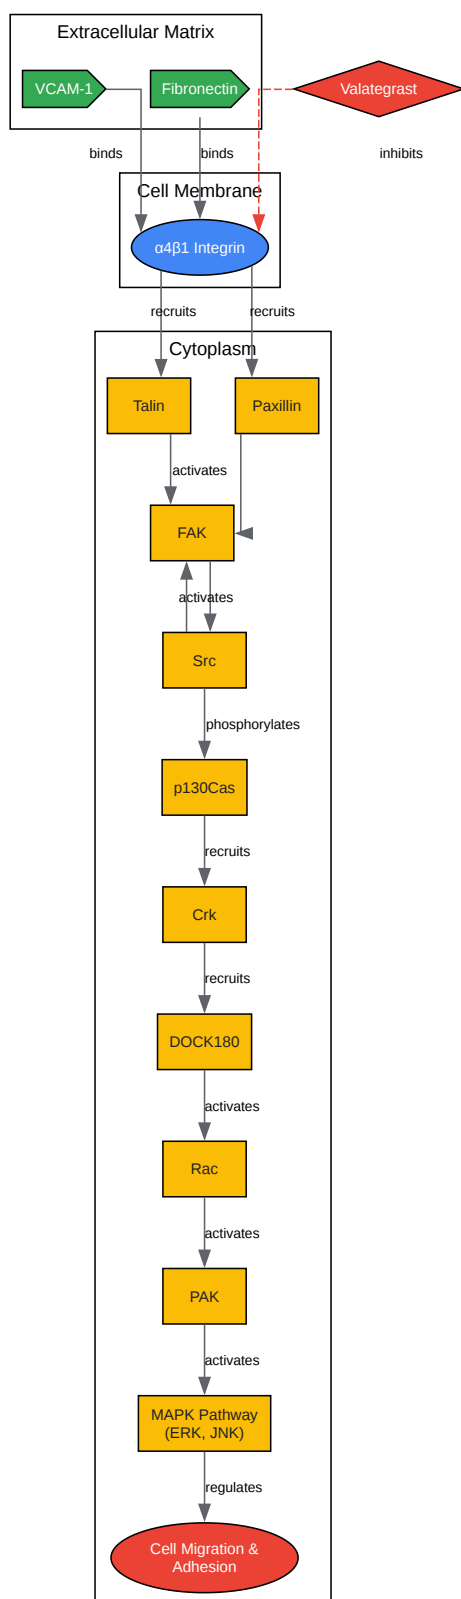 Extracellular Matrix
VCAM-1
Fibronectin
Valategrast
binds
binds
inhibits
Cell Membrane
α4β1 Integrin
recruits
recruits
Cytoplasm
Talin
Paxillin
activates
FAK
activates
Src
phosphorylates
p130Cas
recruits
Crk
recruits
DOCK180
activates
Rac
activates
PAK
activates
MAPK Pathway
(ERK, JNK)
regulates
Cell Migration &
Adhesion